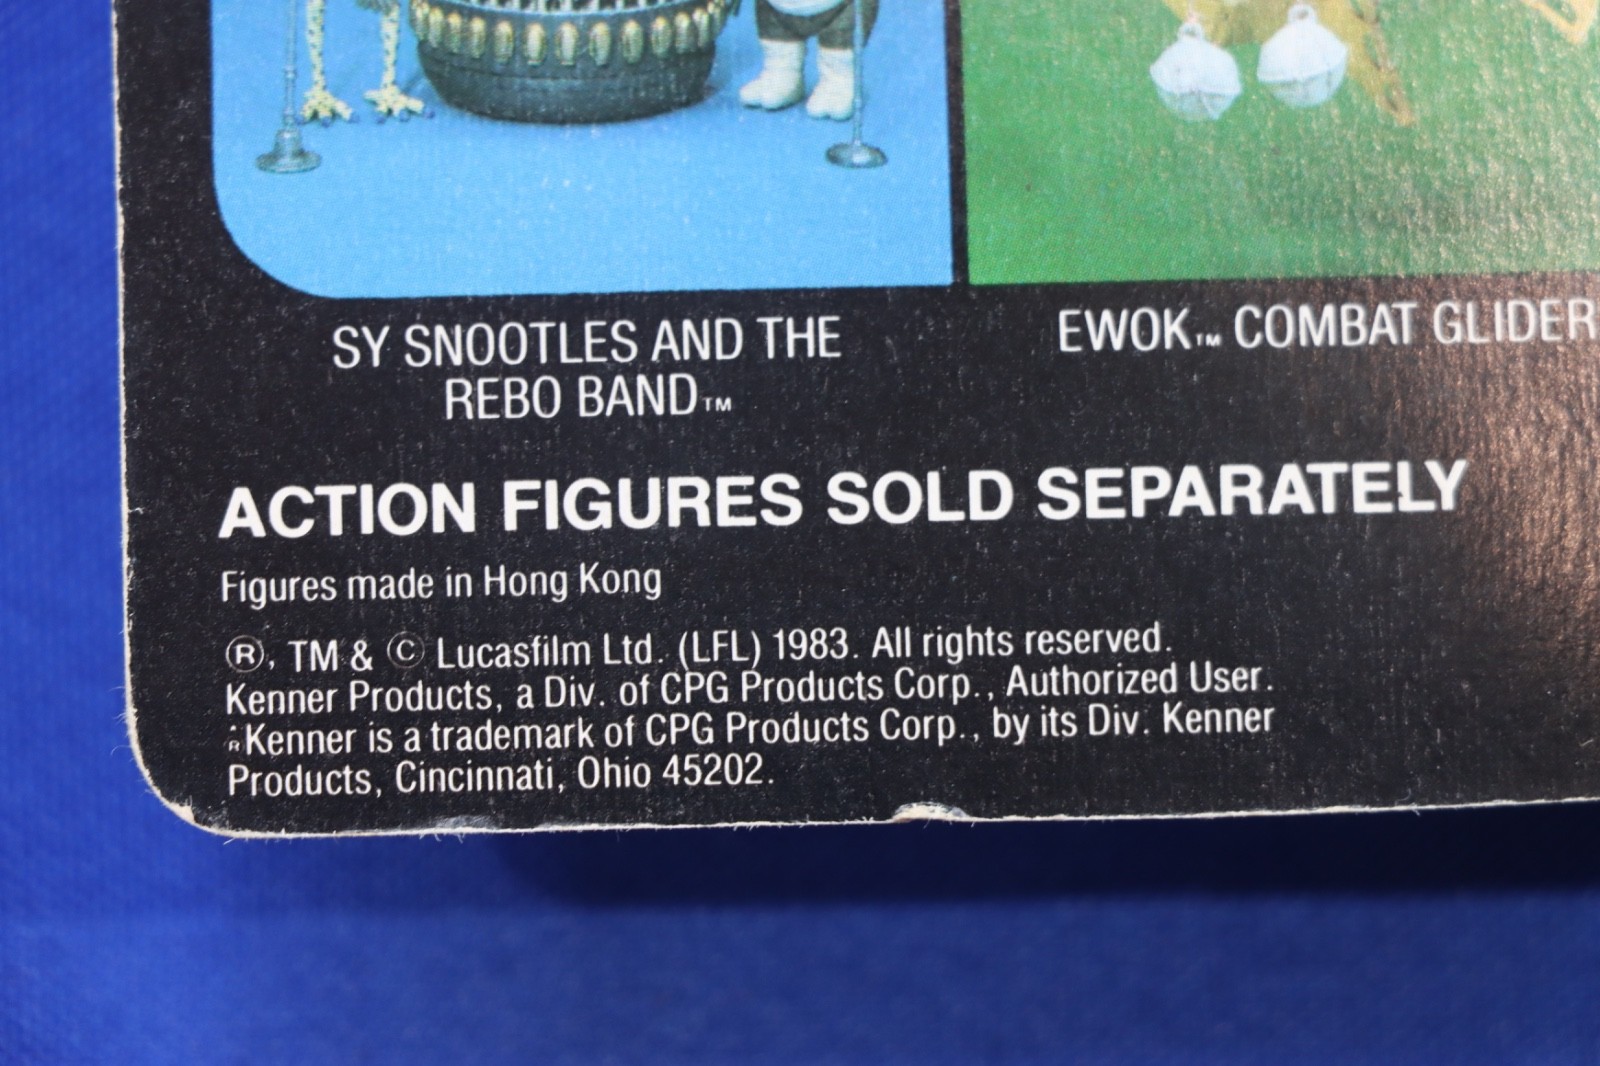 SY SNOOTLES AND THE
REBO BAND™
EWOK™ COMBAT GLIDER
ACTION FIGURES SOLD SEPARATELY
Figures made in Hong Kong
®, TM & © Lucasfilm Ltd. (LFL) 1983. All rights reserved.
Kenner Products, a Div. of CPG Products Corp., Authorized User.
®Kenner is a trademark of CPG Products Corp., by its Div. Kenner
Products, Cincinnati, Ohio 45202.